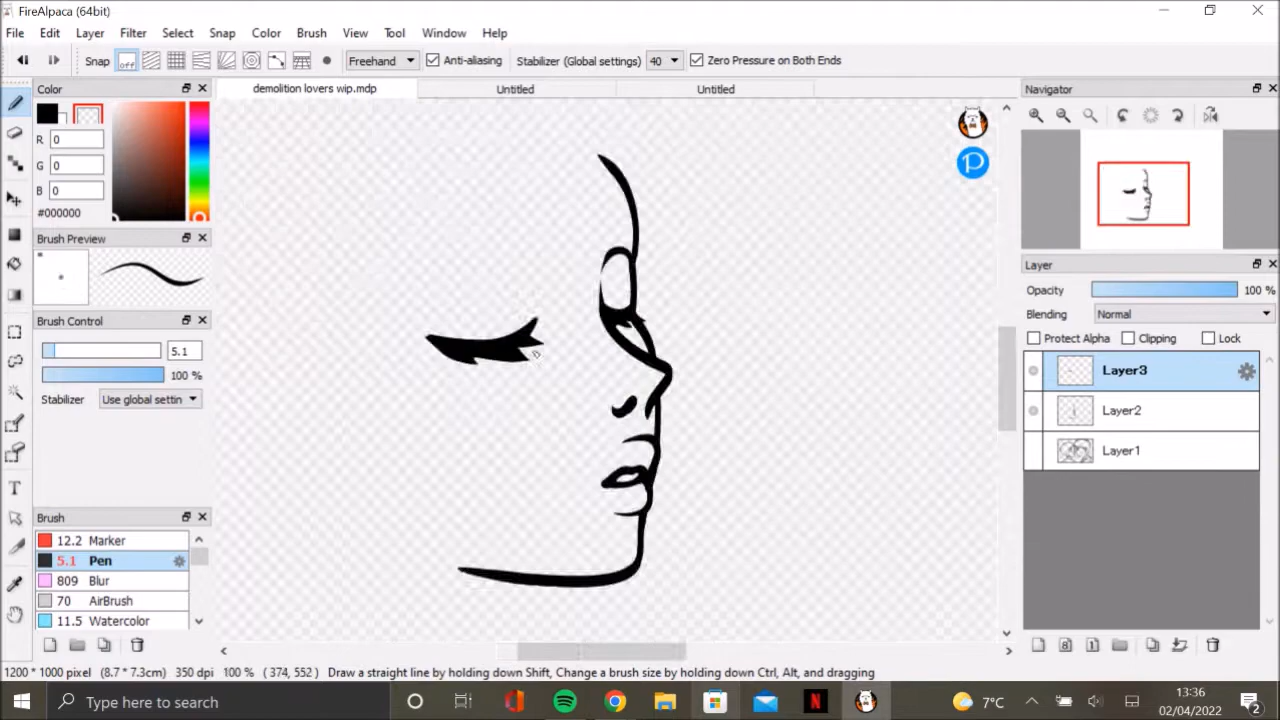 FireAlpaca (64bit)
File Edit Layer Filter Select Snap Color Brush View Tool Window Help
Snap off Freehand Anti-aliasing Stabilizer (Global settings) 40 Zero Pressure on Both Ends
Color
demolition lovers wip.mdp Untitled Untitled
Navigator
R 0
G 0
B 0
#000000
Brush Preview
Brush Control
5.1
100 %
Stabilizer Use global settin
Layer
Opacity 100 %
Blending Normal
Protect Alpha Clipping Lock
Layer3
Layer2
Layer1
Brush
12.2 Marker
5.1 Pen
809 Blur
70 AirBrush
11.5 Watercolor
1200 * 1000 pixel (8.7 * 7.3cm) 350 dpi 100 % ( 374, 552 ) Draw a straight line by holding down Shift, Change a brush size by holding down Ctrl, Alt, and dragging
Type here to search
7°C
13:36
02/04/2022
2